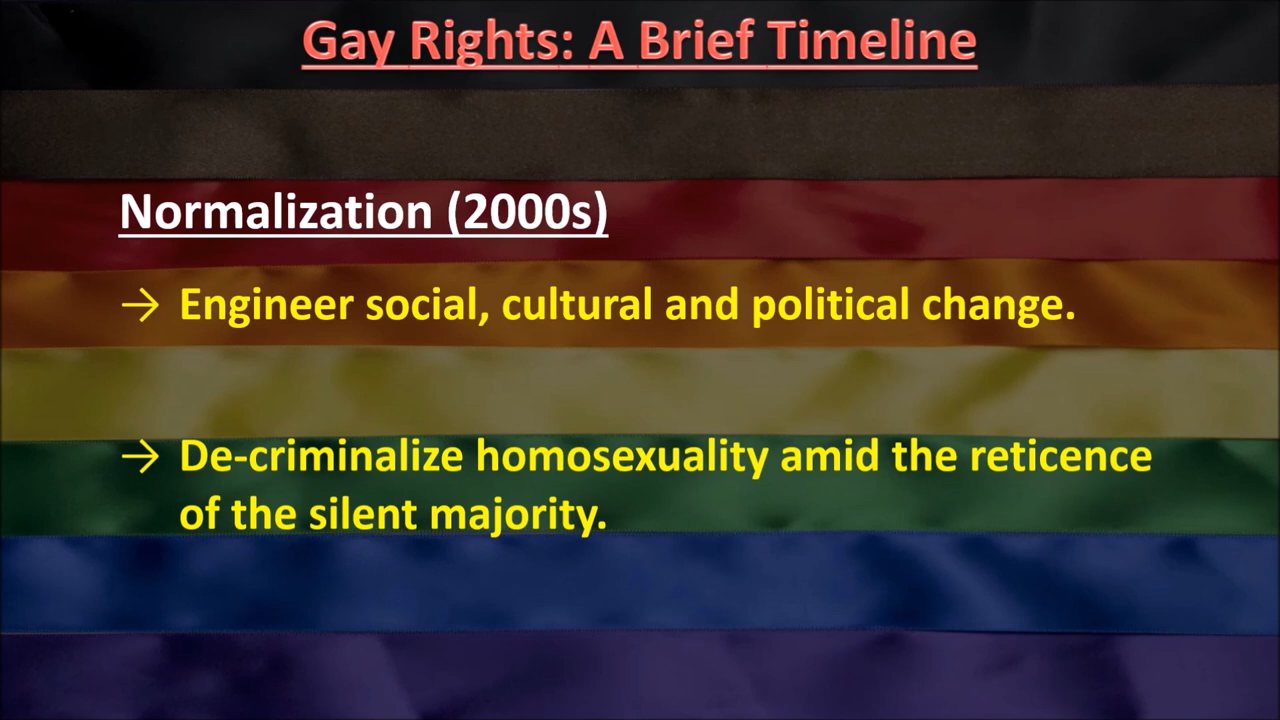 Gay Rights: A Brief Timeline
Normalization (2000s)
→ Engineer social, cultural and political change.
→ De-criminalize homosexuality amid the reticence
of the silent majority.